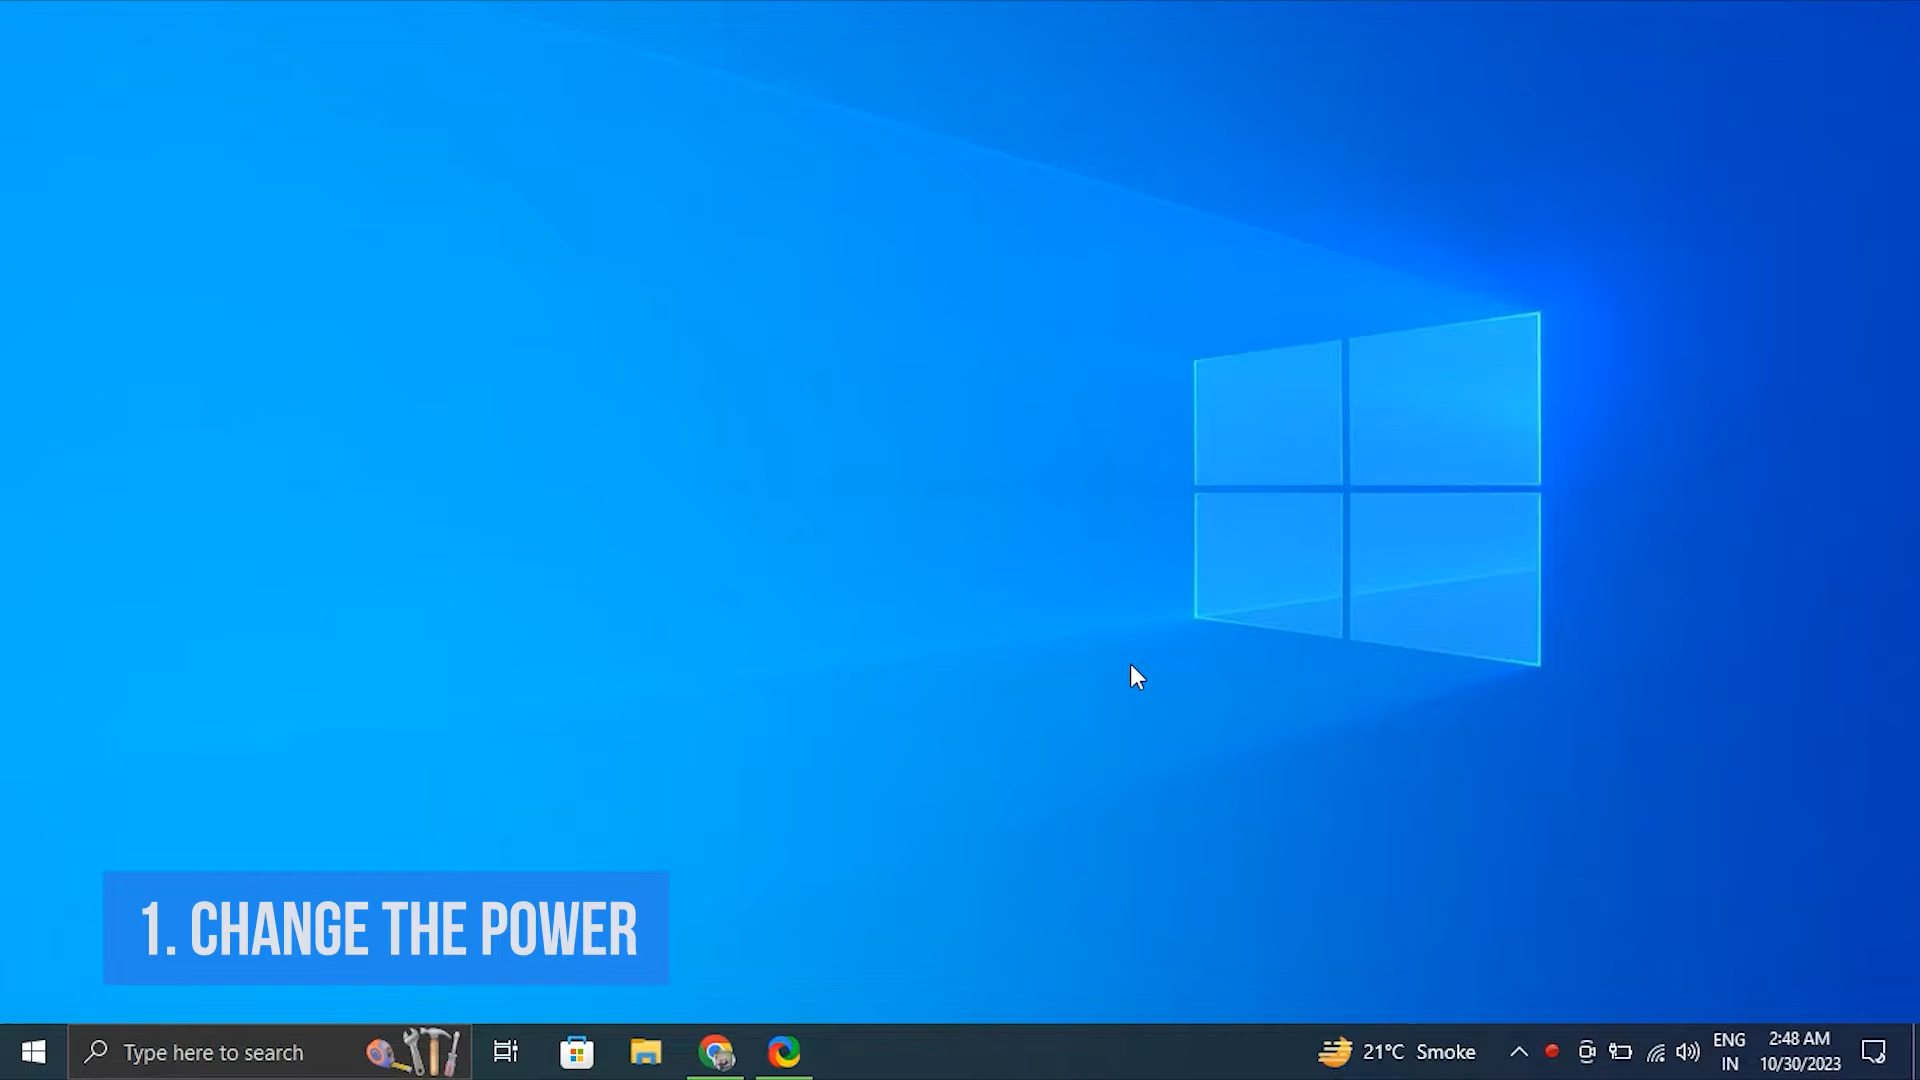 1. CHANGE THE POWER
Type here to search
21°C Smoke
ENG
IN
2:48 AM
10/30/2023